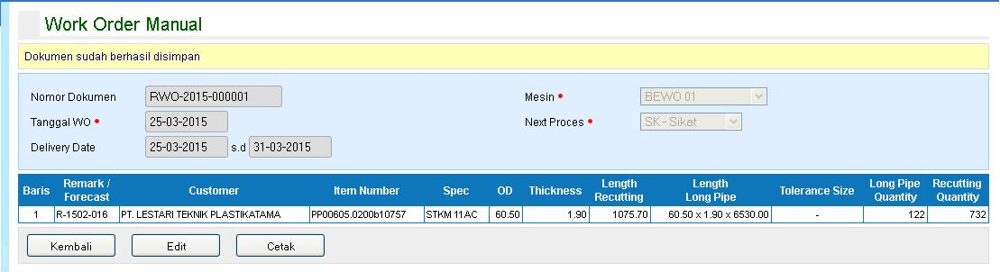 Work Order Manual
Dokumen sudah berhasil disimpan
Nomor Dokumen RWO-2015-000001 Mesin • BEWO 01
Tanggal WO • 25-03-2015 Next Proces • SK - Sikat
Delivery Date 25-03-2015 s.d 31-03-2015
Baris Remark / Forecast Customer Item Number Spec OD Thickness Length Recutting Length Long Pipe Tolerance Size Long Pipe Quantity Recutting Quantity
1 R-1502-016 PT. LESTARI TEKNIK PLASTIKATAMA PP00605.0200b10757 STKM 11AC 60.50 1.90 1075.70 60.50 x 1.90 x 6530.00 - 122 732
Kembali Edit Cetak